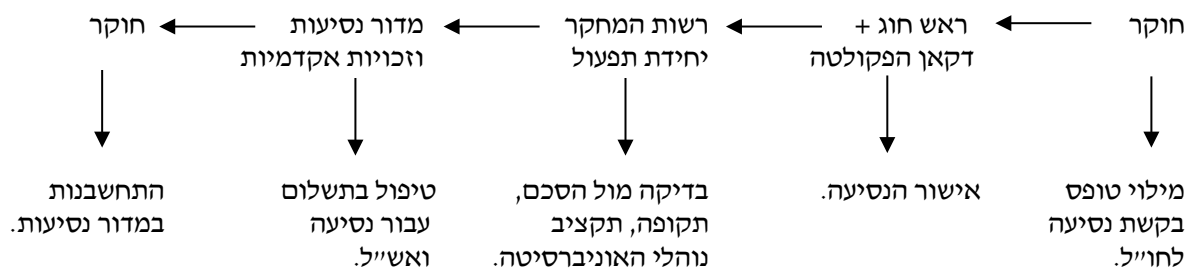 חוקר
ראש חוג +
דקאן הפקולטה
רשות המחקר
יחידת תפעול
מדור נסיעות
וזכויות אקדמיות
חוקר
מילוי טופס
בקשת נסיעה
לחו״ל.
אישור הנסיעה.
בדיקה מול הסכם,
תקופה, תקציב
נוהלי האוניברסיטה.
טיפול בתשלום
עבור נסיעה
ואש״ל.
התחשבנות
במדור נסיעות.